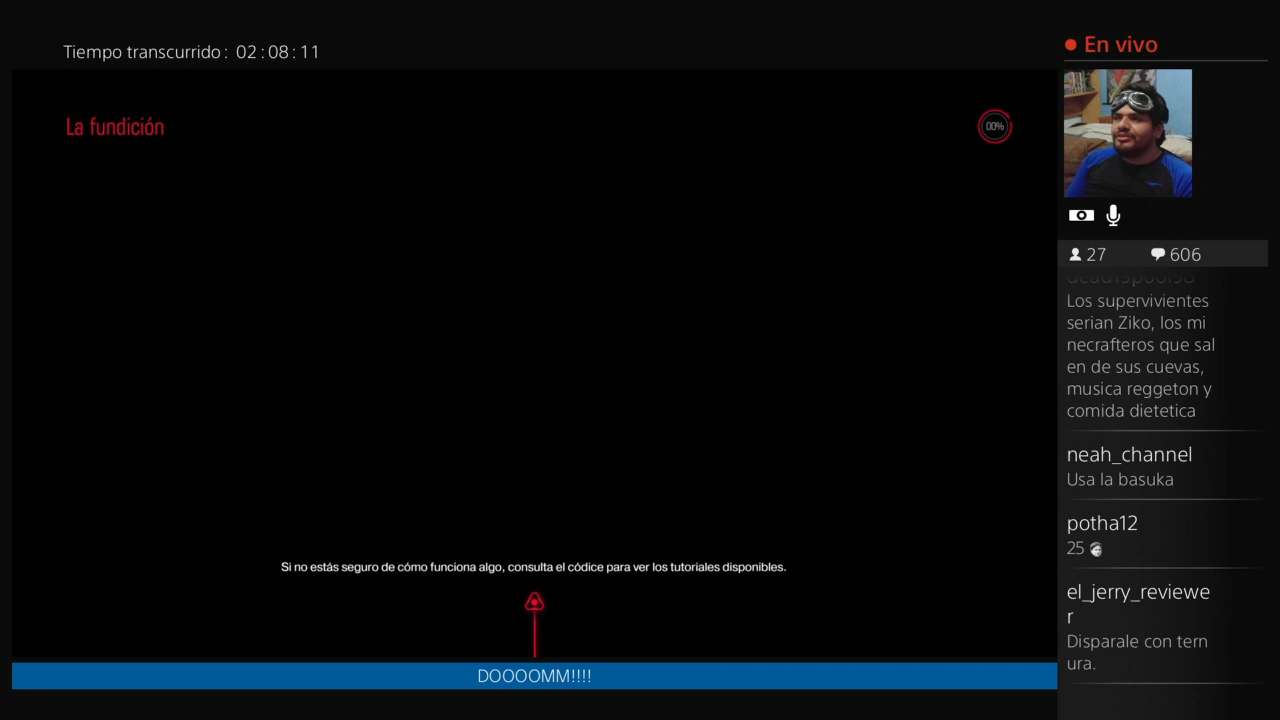 Tiempo transcurrido : 02 : 08 : 11
En vivo
La fundición
00%
27
606
Los supervivientes
serian Ziko, los mi
necrafteros que sal
en de sus cuevas,
musica reggeton y
comida dietetica
neah_channel
Usa la basuka
potha12
25
el_jerry_reviewe
r
Disparale con tern
ura.
Si no estás seguro de cómo funciona algo, consulta el códice para ver los tutoriales disponibles.
DOOOOMM!!!!